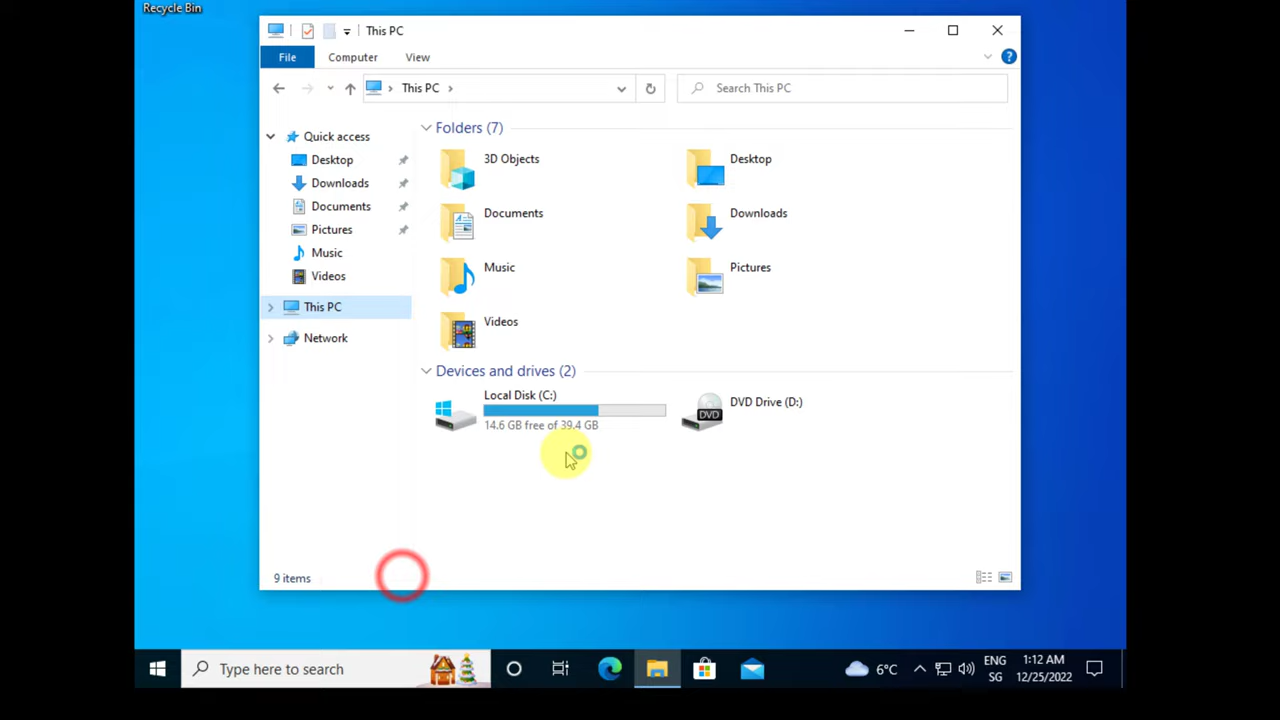 Recycle Bin
This PC
File
Computer
View
This PC
Search This PC
Quick access
Desktop
Downloads
Documents
Pictures
Music
Videos
This PC
Network
Folders (7)
3D Objects
Desktop
Documents
Downloads
Music
Pictures
Videos
Devices and drives (2)
Local Disk (C:)
14.6 GB free of 39.4 GB
DVD
DVD Drive (D:)
9 items
Type here to search
6°C
ENG
SG
1:12 AM
12/25/2022